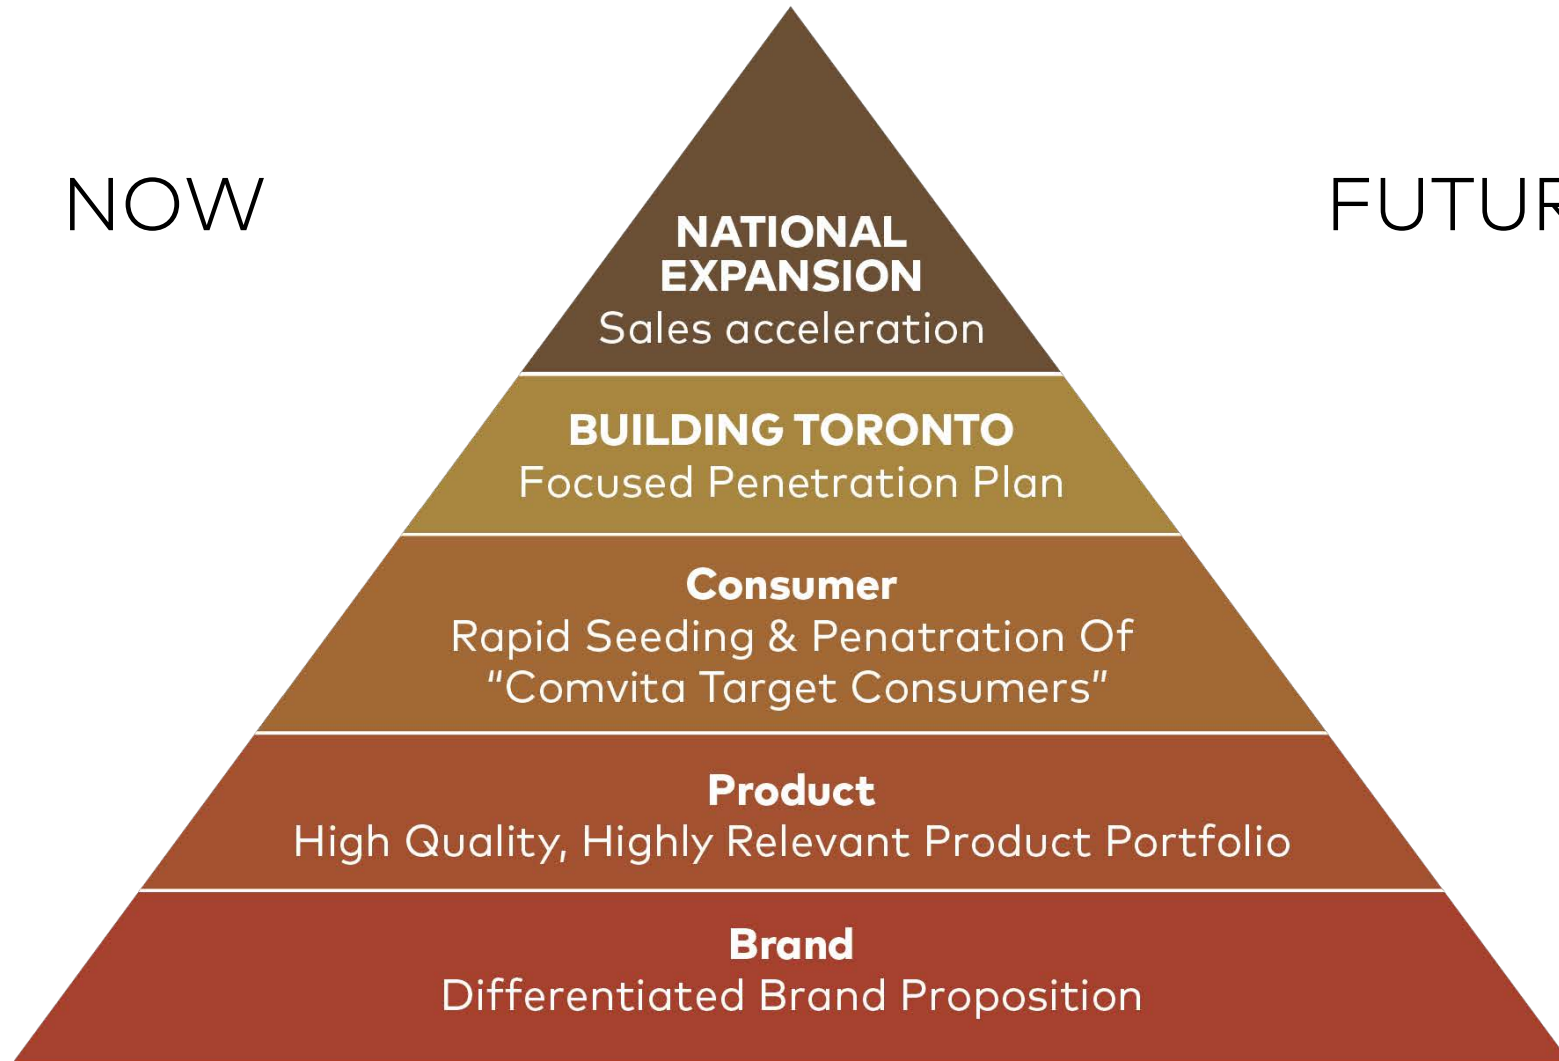 NOW
FUTUR
NATIONAL
EXPANSION
Sales acceleration
BUILDING TORONTO
Focused Penetration Plan
Consumer
Rapid Seeding & Penatration Of
“Comvita Target Consumers”
Product
High Quality, Highly Relevant Product Portfolio
Brand
Differentiated Brand Proposition